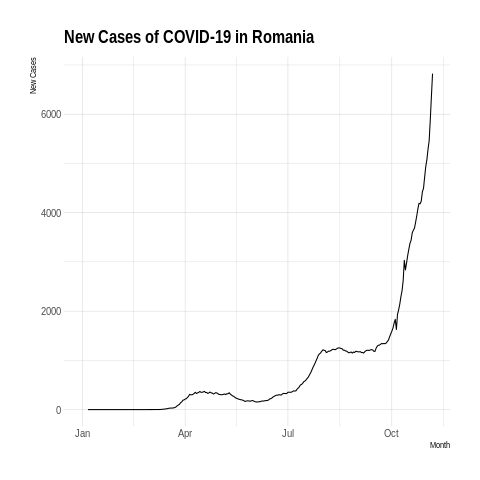 New Cases of COVID-19 in Romania
New Cases
6000
4000
2000
0
Jan Apr Jul Oct
Month